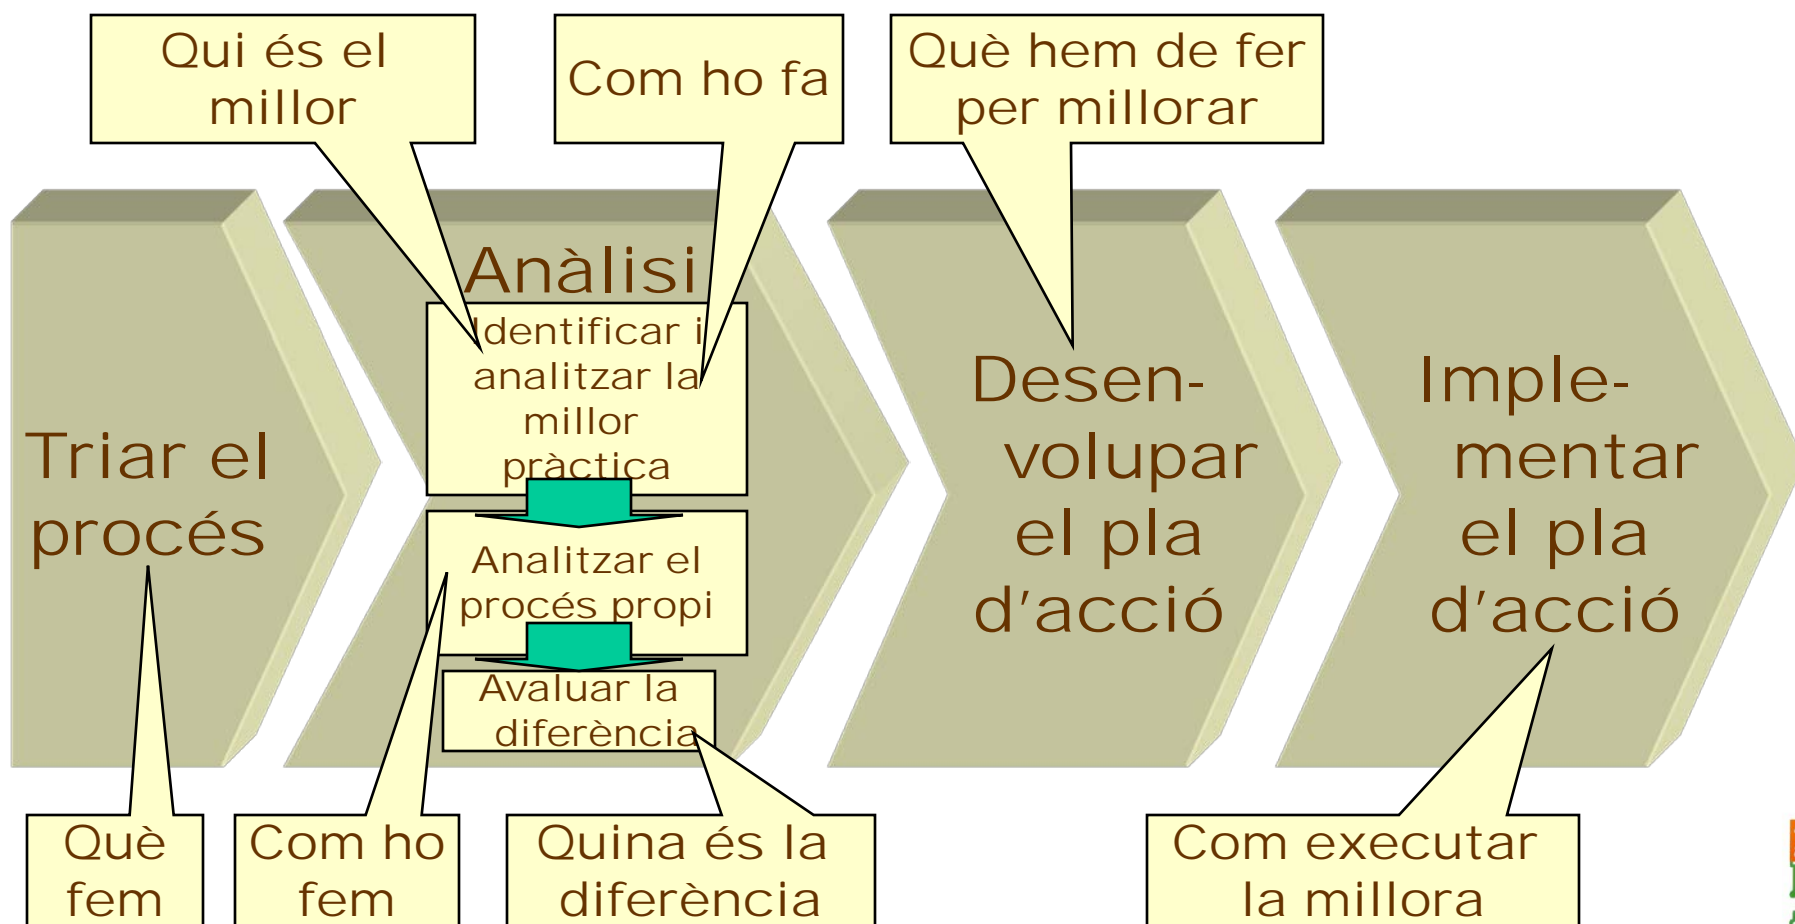 Qui és el
millor
Com ho fa
Què hem de fer
per millorar
Triar el
procés
Anàlisi
Identificar i
analitzar la
millor
pràctica
Analitzar el
procés propi
Avaluar la
diferència
Desen-
volupar
el pla
d'acció
Imple-
mentar
el pla
d'acció
Què
fem
Com ho
fem
Quina és la
diferència
Com executar
la millora